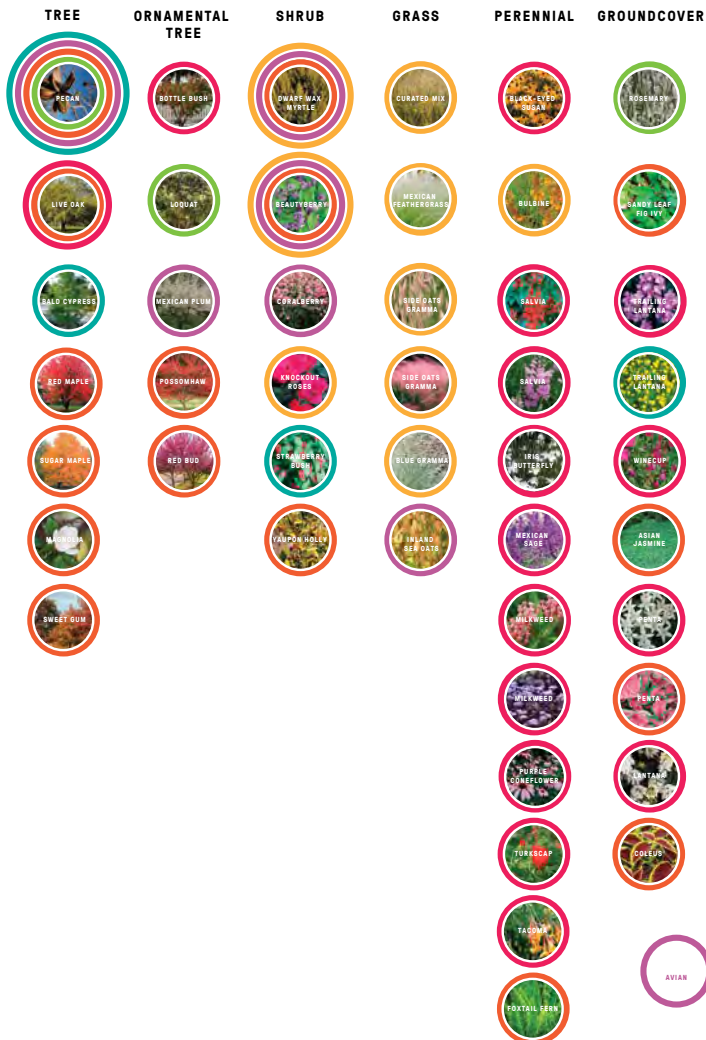 TREE
ORNAMENTAL
TREE
SHRUB
GRASS
PERENNIAL
GROUNDCOVER
PECAN
BOTTLE BUSH
DWARF WAX
MYRTLE
CURATED MIX
BLACK-EYED
SUSAN
ROSEMARY
LIVE OAK
LOQUAT
BEAUTYBERRY
MEXICAN
FEATHERGRASS
BULBINE
SANDY LEAF
FIG IVY
BALD CYPRESS
MEXICAN PLUM
CORALBERRY
SIDE OATS
GRAMMA
SALVIA
TRAILING
LANTANA
RED MAPLE
POSSOMHAW
KNOCKOUT
ROSES
SIDE OATS
GRAMMA
SALVIA
TRAILING
LANTANA
SUGAR MAPLE
RED BUD
STRAWBERRY
BUSH
BLUE GRAMMA
IRIS
BUTTERFLY
WINECUP
MAGNOLIA
YAUPON HOLLY
INLAND
SEA OATS
MEXICAN
SAGE
ASIAN
JASMINE
SWEET GUM
MILKWEED
PENTA
MILKWEED
PENTA
PURPLE
CONEFLOWER
LANTANA
TURKSCAP
COLEUS
TACOMA
AVIAN
FOXTAIL FERN